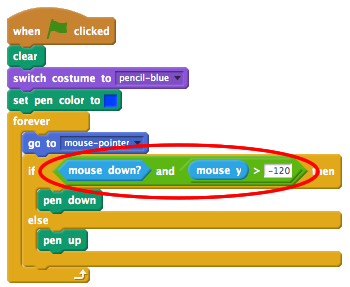 when clicked
clear
switch costume to pencil-blue
set pen color to
forever
go to mouse-pointer
if mouse down? and mouse y > -120 then
pen down
else
pen up